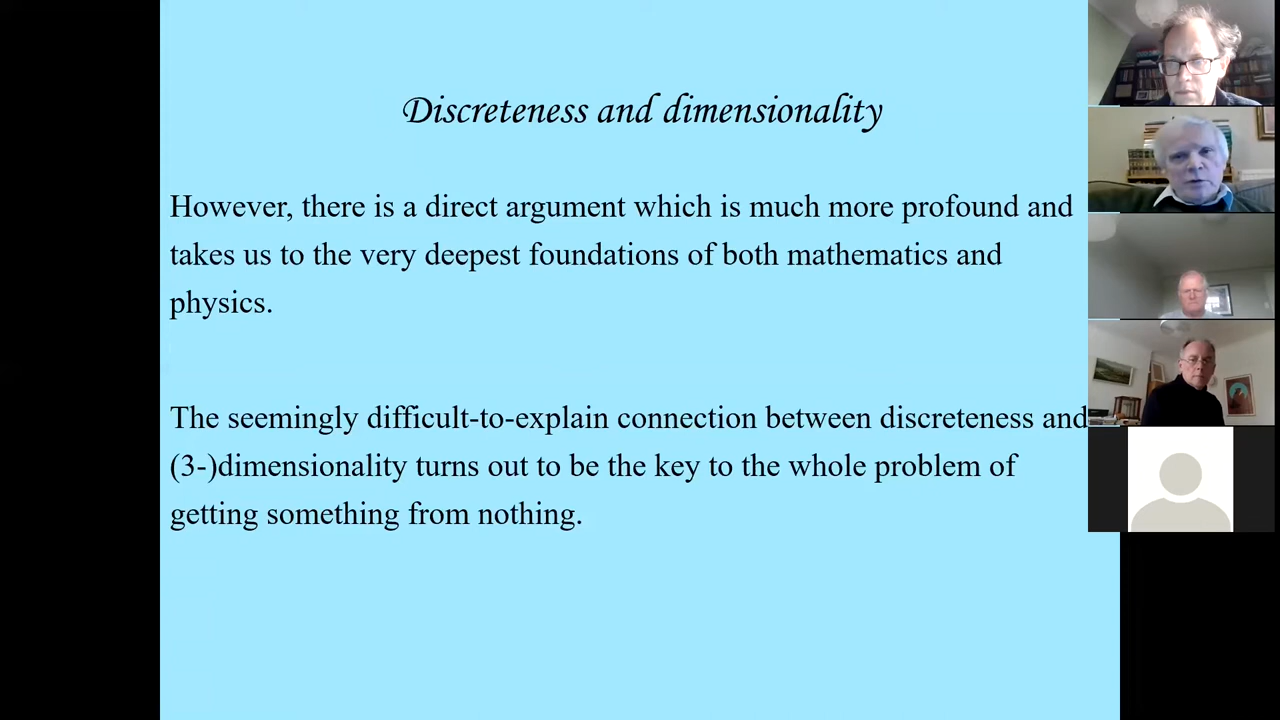 Discreteness and dimensionality
However, there is a direct argument which is much more profound and
takes us to the very deepest foundations of both mathematics and
physics.
The seemingly difficult-to-explain connection between discreteness and
(3-)dimensionality turns out to be the key to the whole problem of
getting something from nothing.